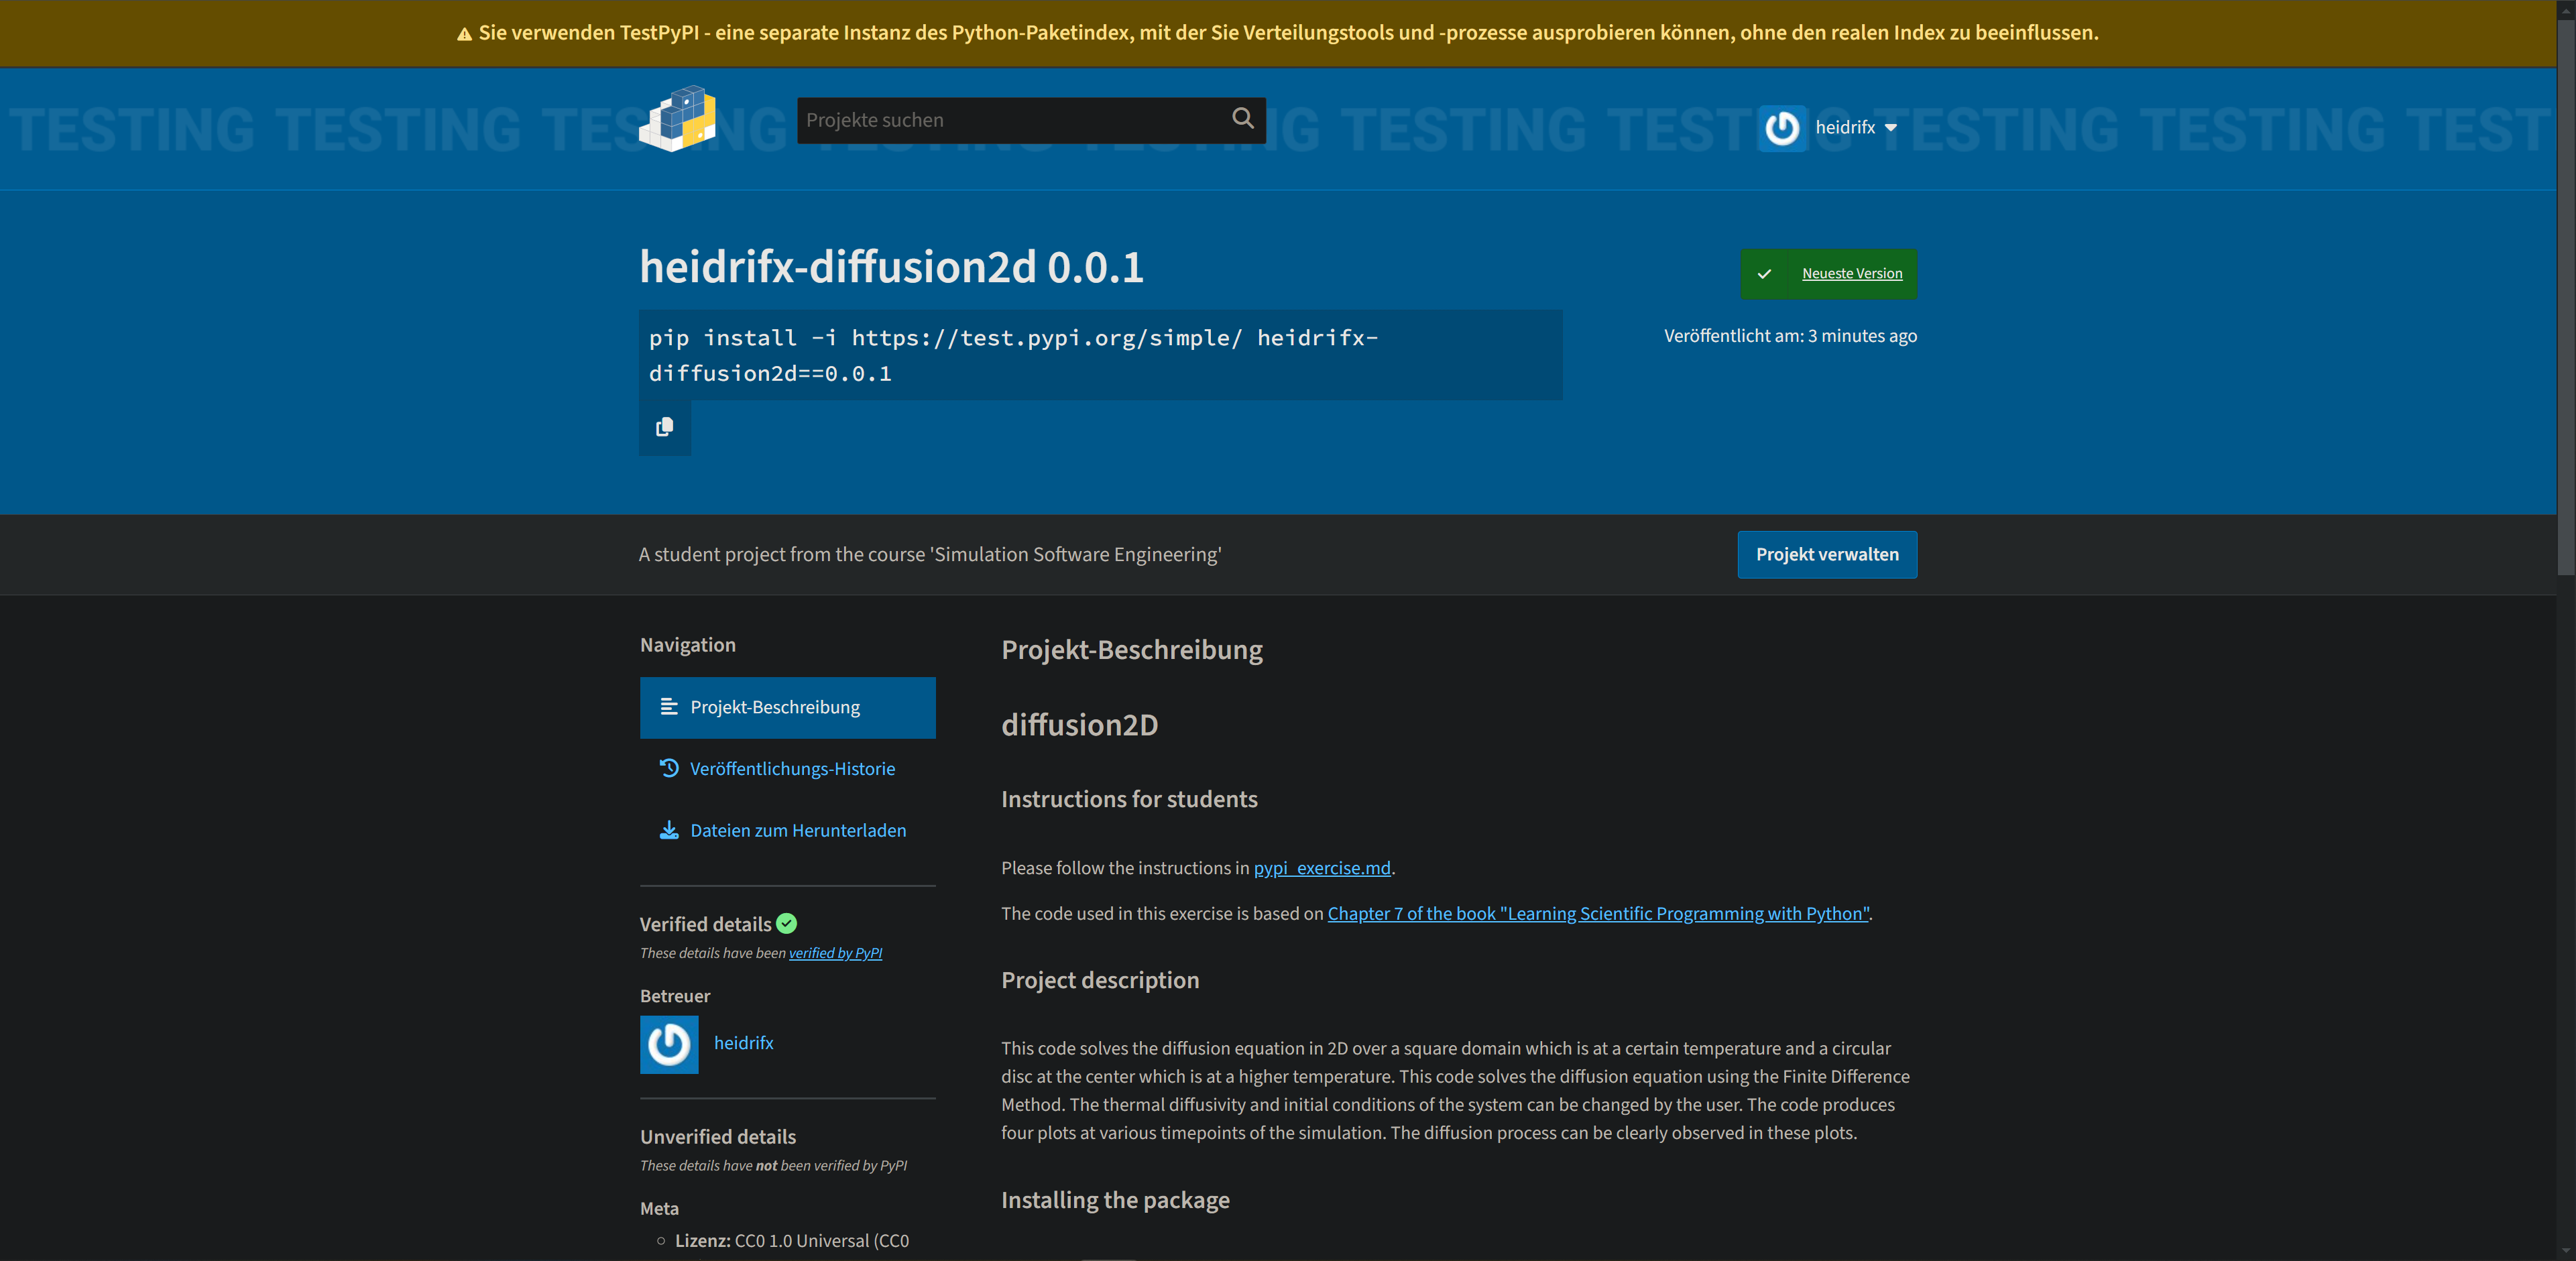 Sie verwenden TestPyPI - eine separate Instanz des Python-Paketindex, mit der Sie Verteilungstools und -prozesse ausprobieren können, ohne den realen Index zu beeinflussen.
TESTING TESTING TESTING TESTING TESTING TESTING TESTING TESTING TESTING TEST
Projekte suchen
heidrifx
heidrifx-diffusion2d 0.0.1
Neueste Version
pip install -i https://test.pypi.org/simple/ heidrifx-
diffusion2d==0.0.1
Veröffentlicht am: 3 minutes ago
A student project from the course 'Simulation Software Engineering'
Projekt verwalten
Navigation
Projekt-Beschreibung
Veröffentlichungs-Historie
Dateien zum Herunterladen
Verified details
These details have been verified by PyPI
Betreuer
heidrifx
Unverified details
These details have not been verified by PyPI
Meta
Lizenz: CC0 1.0 Universal (CC0
Projekt-Beschreibung
diffusion2D
Instructions for students
Please follow the instructions in pypi_exercise.md.
The code used in this exercise is based on Chapter 7 of the book "Learning Scientific Programming with Python".
Project description
This code solves the diffusion equation in 2D over a square domain which is at a certain temperature and a circular
disc at the center which is at a higher temperature. This code solves the diffusion equation using the Finite Difference
Method. The thermal diffusivity and initial conditions of the system can be changed by the user. The code produces
four plots at various timepoints of the simulation. The diffusion process can be clearly observed in these plots.
Installing the package